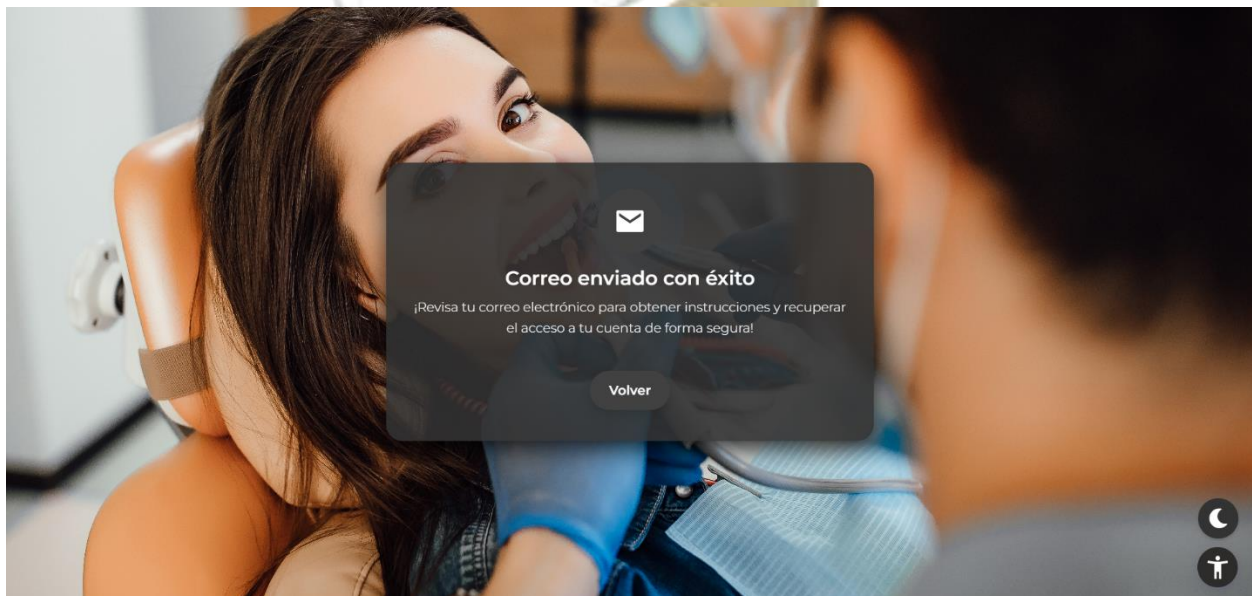 Correo enviado con éxito
¡Revisa tu correo electrónico para obtener instrucciones y recuperar
el acceso a tu cuenta de forma segura!
Volver